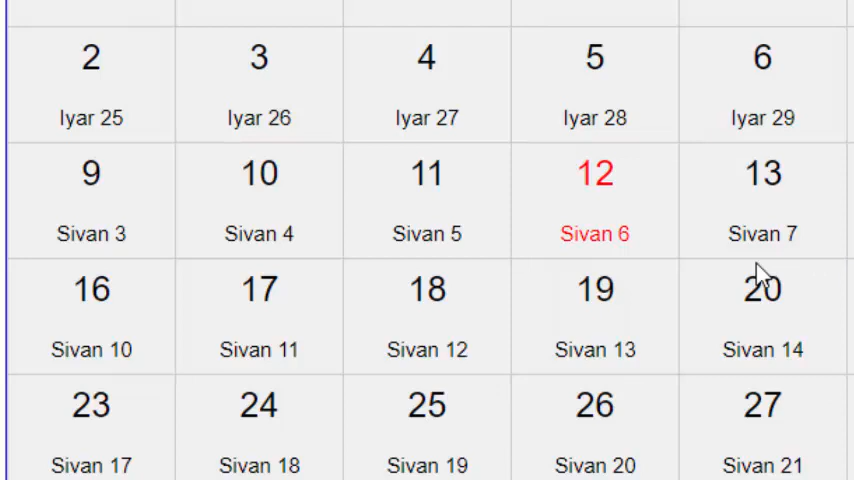 2 3 4 5 6
Iyar 25 Iyar 26 Iyar 27 Iyar 28 Iyar 29
9 10 11 12 13
Sivan 3 Sivan 4 Sivan 5 Sivan 6 Sivan 7
16 17 18 19 20
Sivan 10 Sivan 11 Sivan 12 Sivan 13 Sivan 14
23 24 25 26 27
Sivan 17 Sivan 18 Sivan 19 Sivan 20 Sivan 21